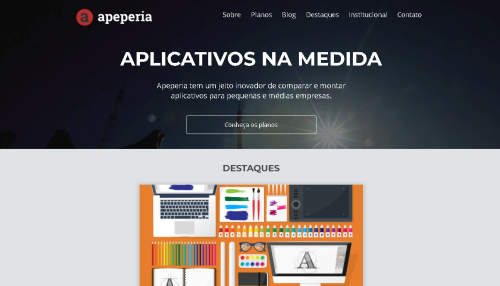 a apeperia
Sobre Planos Blog Destaques Institucional Contato
APLICATIVOS NA MEDIDA
Apeperia tem um jeito inovador de comparar e montar
aplicativos para pequenas e médias empresas.
Conheça os planos
DESTAQUES
A
A